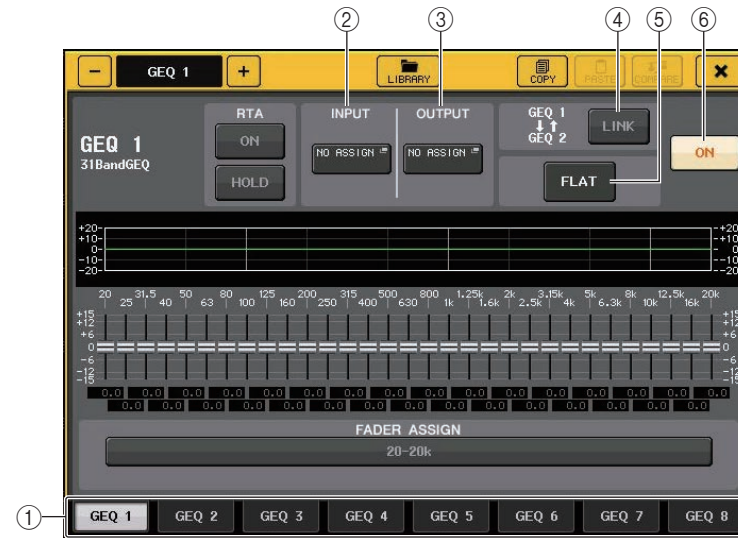 ② ③ ④ ⑤ ⑥
− GEQ 1 + LIBRARY COPY PASTE COMPARE ×
GEQ 1
31BandGEQ
RTA
ON
HOLD
INPUT
NO ASSIGN
OUTPUT
NO ASSIGN
GEQ 1
GEQ 2
LINK
FLAT
ON
+20 +20
+10 +10
0 0
-10 -10
-20 -20
20 31.5 50 80 125 200 315 500 800 1.25k 2k 3.15k 5k 8k 12.5k 20k
25 40 63 100 160 250 400 630 1k 1.6k 2.5k 4k 6.3k 10k 16k
+15 +15
+12 +12
+6 +6
0 0
-6 -6
-12 -12
-15 -15
0.0 0.0 0.0 0.0 0.0 0.0 0.0 0.0 0.0 0.0 0.0 0.0 0.0 0.0 0.0 0.0
0.0 0.0 0.0 0.0 0.0 0.0 0.0 0.0 0.0 0.0 0.0 0.0 0.0 0.0 0.0
FADER ASSIGN
20-20k
① GEQ 1 GEQ 2 GEQ 3 GEQ 4 GEQ 5 GEQ 6 GEQ 7 GEQ 8